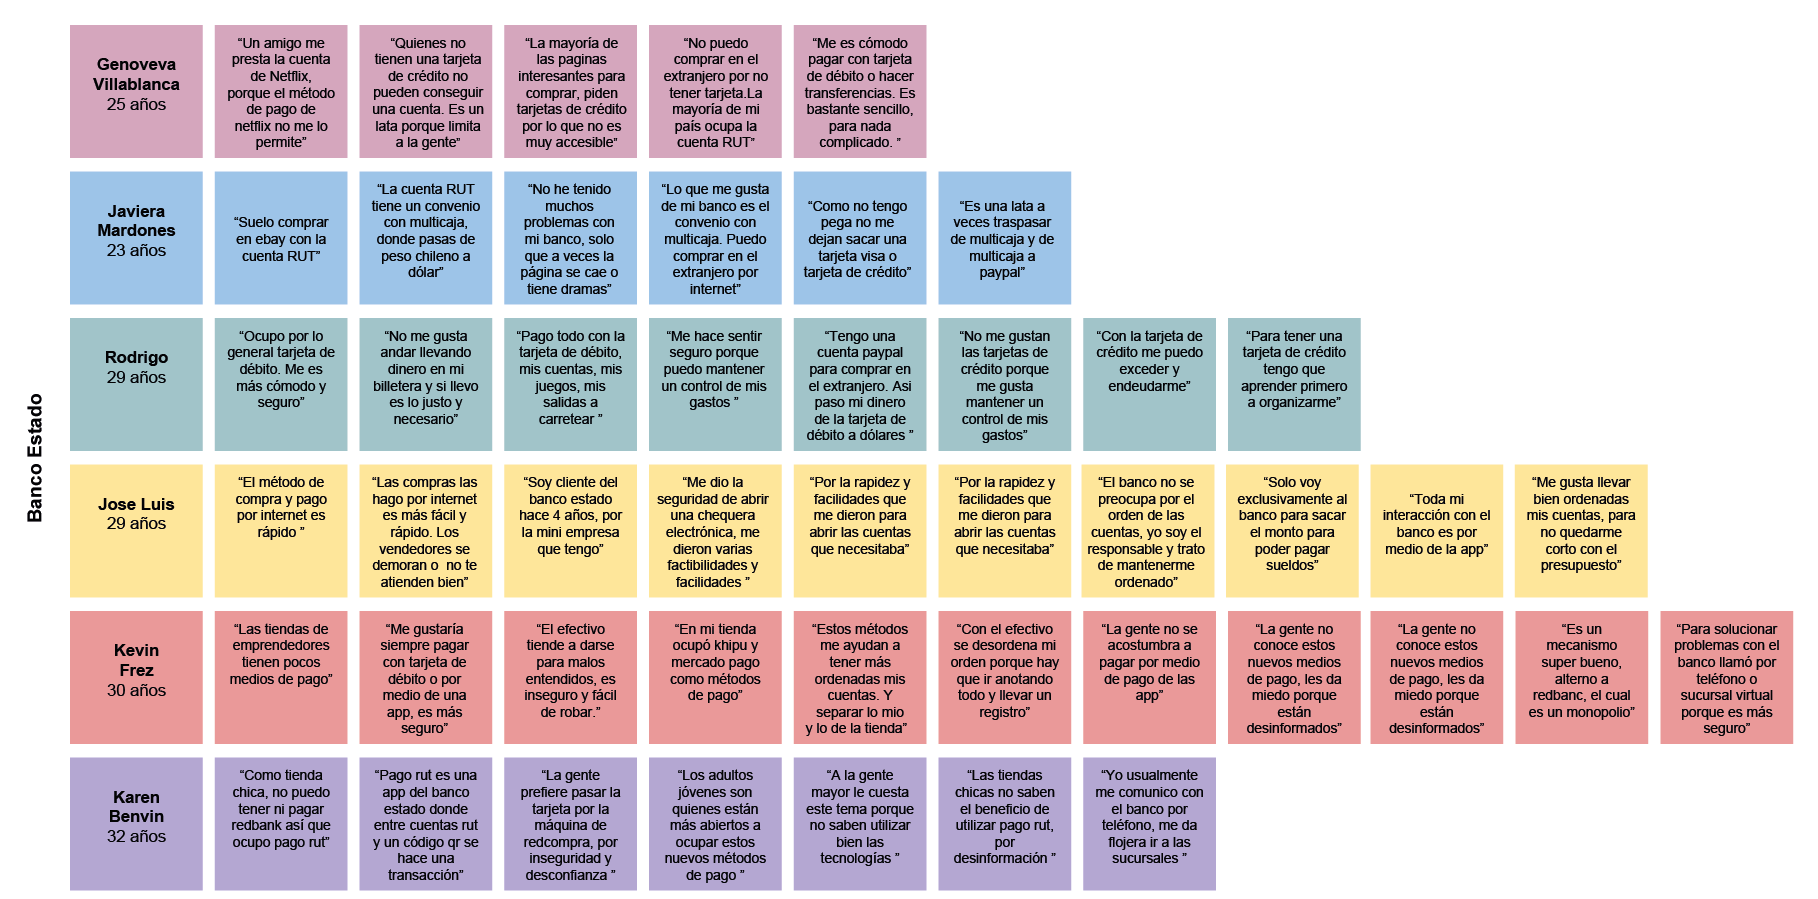 Banco Estado
Genoveva
Villablanca
25 años
“Un amigo me
presta la cuenta
de Netflix,
porque el método
de pago de
netflix no me lo
permite”
“Quienes no
tienen una tarjeta
de crédito no
pueden conseguir
una cuenta. Es un
lata porque limita
a la gente”
“La mayoría de
las paginas
interesantes para
comprar, piden
tarjetas de crédito
por lo que no es
muy accesible”
“No puedo
comprar en el
extranjero por no
tener tarjeta.La
mayoría de mi
país ocupa la
cuenta RUT”
“Me es cómodo
pagar con tarjeta
de débito o hacer
transferencias. Es
bastante sencillo,
para nada
complicado. ”
Javiera
Mardones
23 años
“Suelo comprar
en ebay con la
cuenta RUT”
“La cuenta RUT
tiene un convenio
con multicaja,
donde pasas de
peso chileno a
dólar”
“No he tenido
muchos
problemas con
mi banco, solo
que a veces la
página se cae o
tiene dramas”
“Lo que me gusta
de mi banco es el
convenio con
multicaja. Puedo
comprar en el
extranjero por
internet”
“Como no tengo
pega no me
dejan sacar una
tarjeta visa o
tarjeta de crédito”
“Es una lata a
veces traspasar
de multicaja y de
multicaja a
paypal”
Rodrigo
29 años
“Ocupo por lo
general tarjeta de
débito. Me es
más cómodo y
seguro”
“No me gusta
andar llevando
dinero en mi
billetera y si llevo
es lo justo y
necesario”
“Pago todo con la
tarjeta de débito,
mis cuentas, mis
juegos, mis
salidas a
carretear ”
“Me hace sentir
seguro porque
puedo mantener
un control de mis
gastos ”
“Tengo una
cuenta paypal
para comprar en
el extranjero. Asi
paso mi dinero
de la tarjeta de
débito a dólares ”
“No me gustan
las tarjetas de
crédito porque
me gusta
mantener un
control de mis
gastos”
“Con la tarjeta de
crédito me puedo
exceder y
endeudarme”
“Para tener una
tarjeta de crédito
tengo que
aprender primero
a organizarme”
Jose Luis
29 años
“El método de
compra y pago
por internet es
rápido ”
“Las compras las
hago por internet
es más fácil y
rápido. Los
vendedores se
demoran o  no te
atienden bien”
“Soy cliente del
banco estado
hace 4 años, por
la mini empresa
que tengo”
“Me dio la
seguridad de abrir
una chequera
electrónica, me
dieron varias
factibilidades y
facilidades ”
“Por la rapidez y
facilidades que
me dieron para
abrir las cuentas
que necesitaba”
“Por la rapidez y
facilidades que
me dieron para
abrir las cuentas
que necesitaba”
“El banco no se
preocupa por el
orden de las
cuentas, yo soy el
responsable y trato
de mantenerme
ordenado”
“Solo voy
exclusivamente al
banco para sacar
el monto para
poder pagar
sueldos”
“Toda mi
interacción con el
banco es por
medio de la app”
“Me gusta llevar
bien ordenadas
mis cuentas, para
no quedarme
corto con el
presupuesto”
Kevin
Frez
30 años
“Las tiendas de
emprendedores
tienen pocos
medios de pago”
“Me gustaría
siempre pagar
con tarjeta de
débito o por
medio de una
app, es más
seguro”
“El efectivo
tiende a darse
para malos
entendidos, es
inseguro y fácil
de robar.”
“En mi tienda
ocupó khipu y
mercado pago
como métodos
de pago”
“Estos métodos
me ayudan a
tener más
ordenadas mis
cuentas. Y
separar lo mio
y lo de la tienda”
“Con el efectivo
se desordena mi
orden porque hay
que ir anotando
todo y llevar un
registro”
“La gente no se
acostumbra a
pagar por medio
de pago de las
app”
“La gente no
conoce estos
nuevos medios
de pago, les da
miedo porque
están
desinformados”
“La gente no
conoce estos
nuevos medios
de pago, les da
miedo porque
están
desinformados”
“Es un
mecanismo
super bueno,
alterno a
redbanc, el cual
es un monopolio”
“Para solucionar
problemas con el
banco llamó por
teléfono o
sucursal virtual
porque es más
seguro”
Karen
Benvin
32 años
“Como tienda
chica, no puedo
tener ni pagar
redbank así que
ocupo pago rut”
“Pago rut es una
app del banco
estado donde
entre cuentas rut
y un código qr se
hace una
transacción”
“La gente
prefiere pasar la
tarjeta por la
máquina de
redcompra, por
inseguridad y
desconfianza ”
“Los adultos
jóvenes son
quienes están
más abiertos a
ocupar estos
nuevos métodos
de pago ”
“A la gente
mayor le cuesta
este tema porque
no saben utilizar
bien las
tecnologías ”
“Las tiendas
chicas no saben
el beneficio de
utilizar pago rut,
por
desinformación ”
“Yo usualmente
me comunico con
el banco por
teléfono, me da
flojera ir a las
sucursales ”